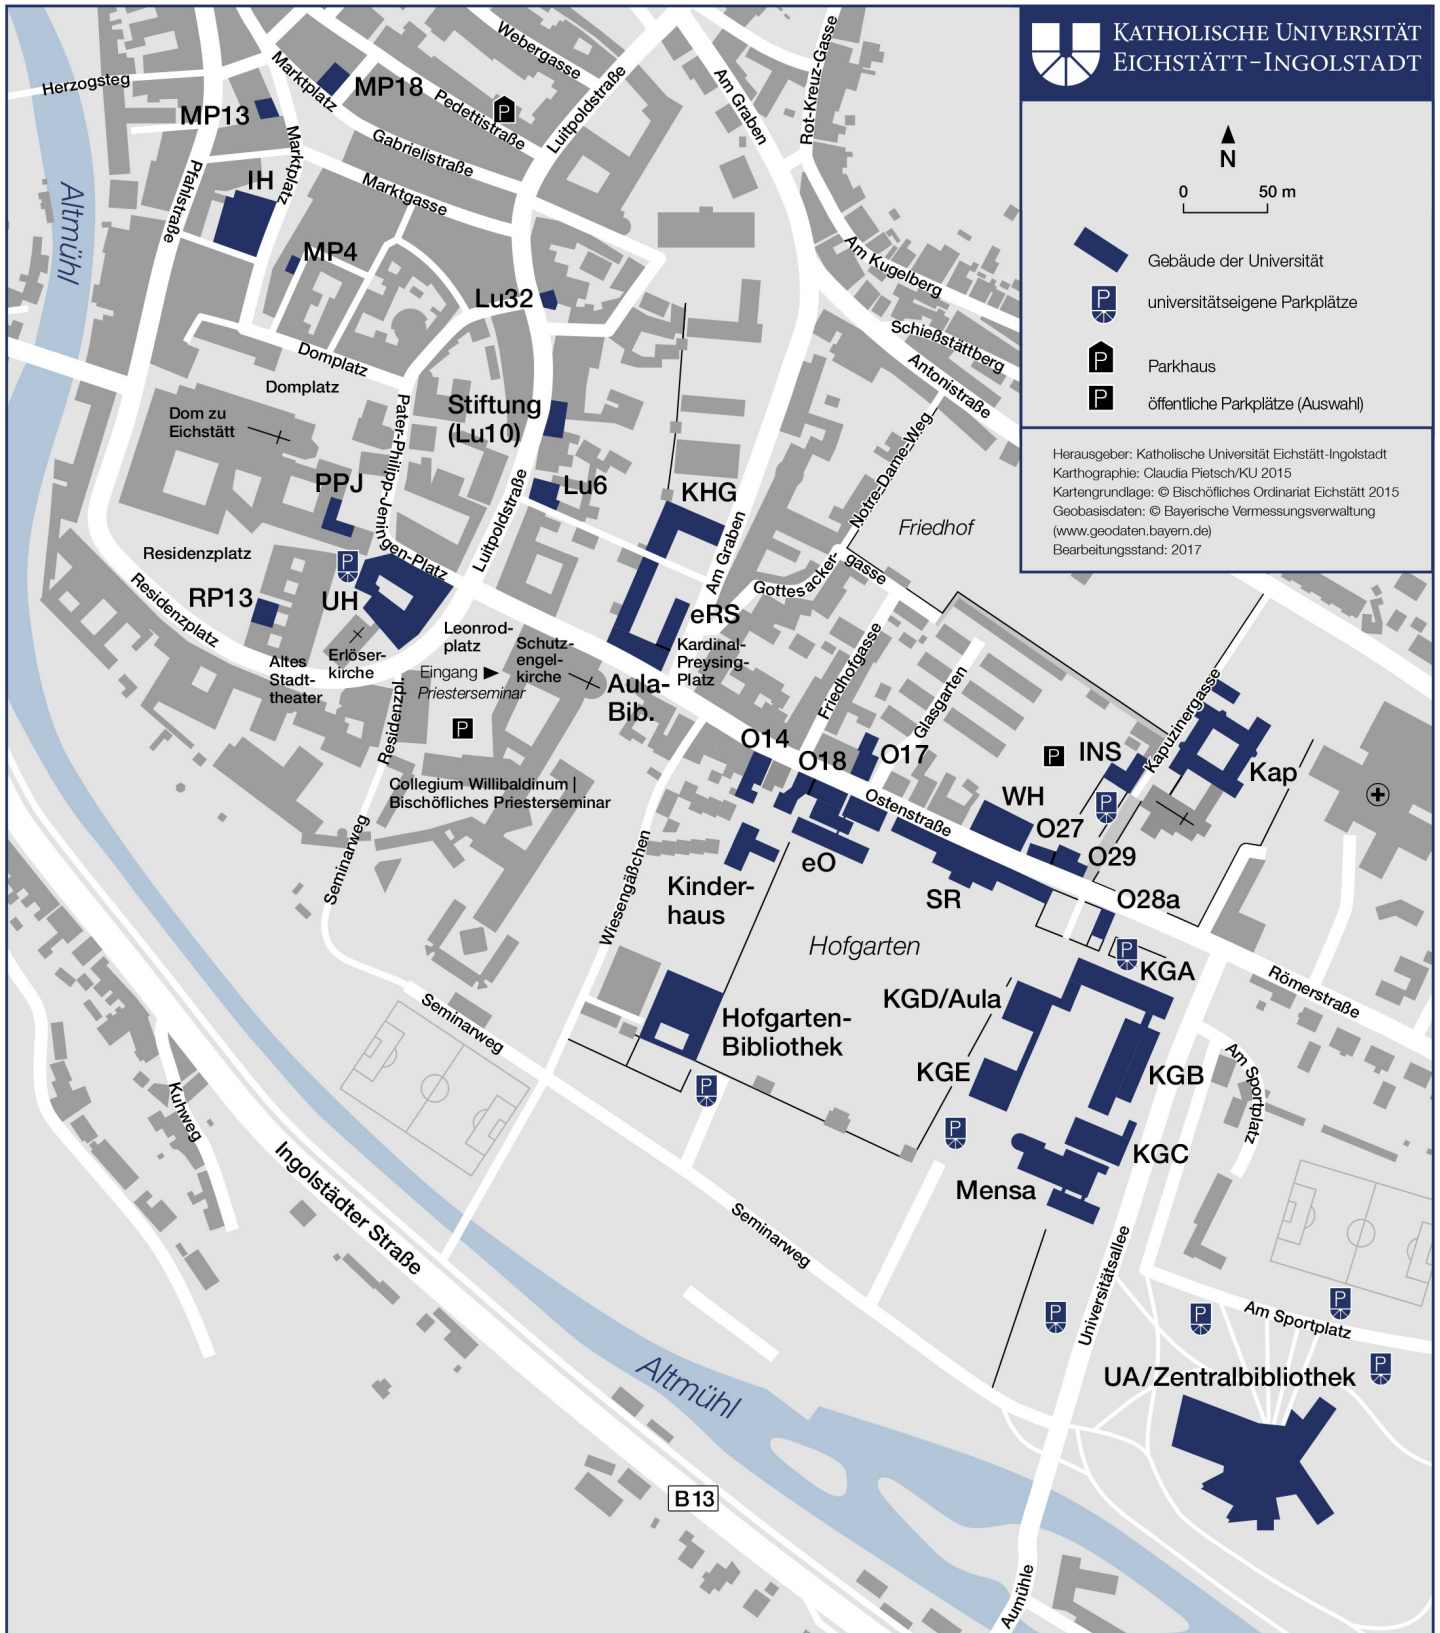 KATHOLISCHE UNIVERSITÄT
EICHSTÄTT-INGOLSTADT
N
0 50 m
Gebäude der Universität
P universitätseigene Parkplätze
P Parkhaus
P öffentliche Parkplätze (Auswahl)
Herausgeber: Katholische Universität Eichstätt-Ingolstadt
Karthographie: Claudia Pietsch/KU 2015
Kartengrundlage: © Bischöfliches Ordinariat Eichstätt 2015
Geobasisdaten: © Bayerische Vermessungsverwaltung
(www.geodaten.bayern.de)
Bearbeitungsstand: 2017
Herzogsteg
Marktplatz
MP18
MP13
Webergasse
Pedettistraße
P
Luitpoldstraße
Am Graben
Rot-Kreuz-Gasse
Gabrielistraße
Marktplatz
Marktgasse
Pfahlstraße
IH
Altmühl
MP4
Lu32
Am Kugelberg
Schießstättberg
Antonistraße
Domplatz
Domplatz
Dom zu
Eichstätt
Pater-Philipp-Jeningen-Platz
Stiftung
(Lu10)
Lu6
KHG
PPJ
Luitpoldstraße
Am Graben
Notre-Dame-Weg
Friedhof
Gottesacker-
gasse
Residenzplatz
P
Residenzplatz
RP13
UH
eRS
Kardinal-
Preysing-
Platz
Leonrod-
platz
Schutz-
engel-
kirche
Erlöser-
kirche
Altes
Stadt-
theater
Eingang
Priesterseminar
Residenzpl.
P
Aula-
Bib.
Friedhofgasse
Glasgarten
Kapuzinergasse
O14
O18
O17
P
INS
Kap
P
Collegium Willibaldinum |
Bischöfliches Priesterseminar
Ostenstraße
WH
O27
O29
O28a
eO
SR
Kinder-
haus
Wiesengäßchen
Seminarweg
Hofgarten
P
KGA
KGD/Aula
Römerstraße
Hofgarten-
Bibliothek
P
Seminarweg
KGE
KGB
Am Sportplatz
P
KGC
Mensa
Kuhweg
Ingolstädter Straße
Seminarweg
Universitätsallee
P
P
P
Am Sportplatz
P
UA/Zentralbibliothek
Altmühl
B13
Aumühle